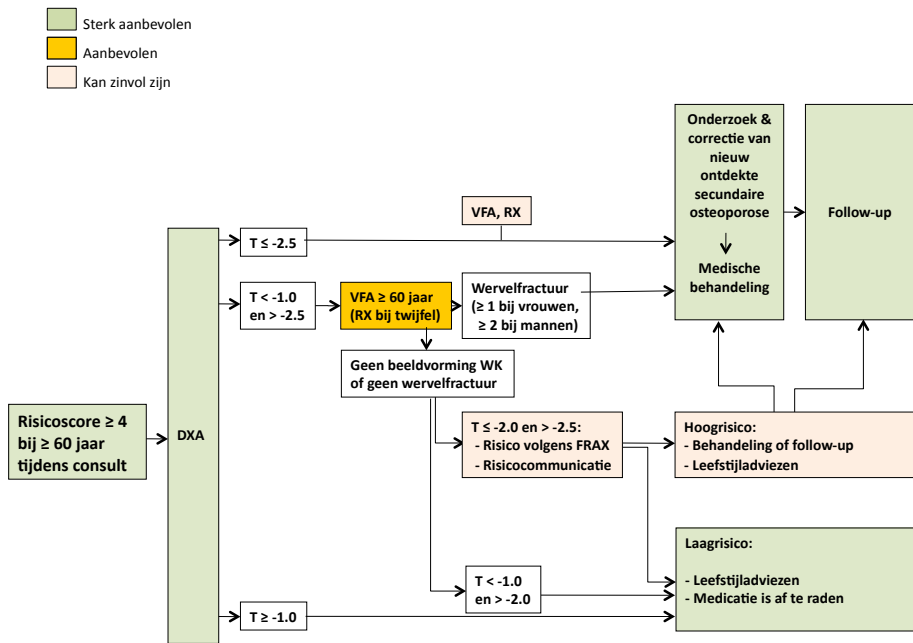 Sterk aanbevolen
Aanbevolen
Kan zinvol zijn
Onderzoek &
correctie van
nieuw
ontdekte
secundaire
osteoporose
Medische
behandeling
Follow-up
VFA, RX
T ≤ -2.5
T < -1.0
en > -2.5
VFA ≥ 60 jaar
(RX bij twijfel)
Wervelfractuur
(≥ 1 bij vrouwen,
≥ 2 bij mannen)
Geen beeldvorming WK
of geen wervelfractuur
Risicoscore ≥ 4
bij ≥ 60 jaar
tijdens consult
DXA
T ≤ -2.0 en > -2.5:
- Risico volgens FRAX
- Risicocommunicatie
Hoogrisico:
- Behandeling of follow-up
- Leefstijladviezen
Laagrisico:
- Leefstijladviezen
- Medicatie is af te raden
T < -1.0
en > -2.0
T ≥ -1.0